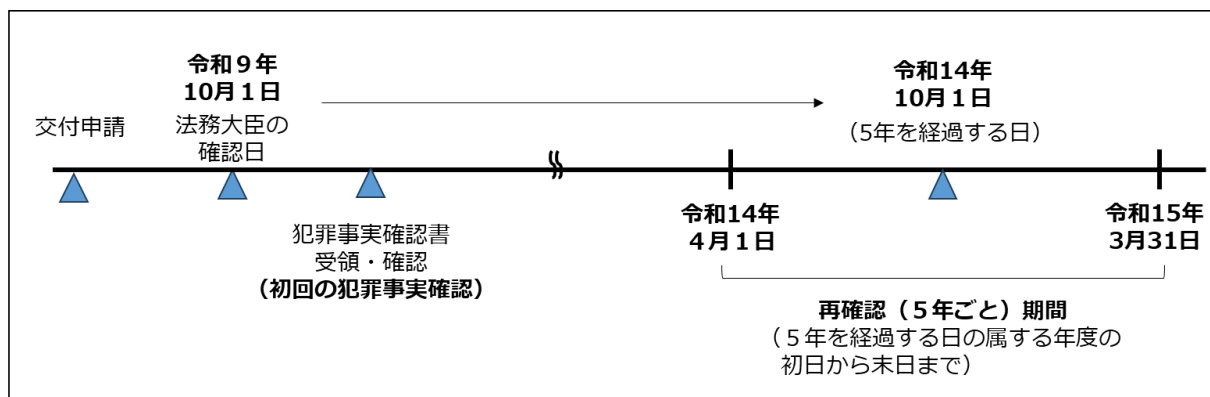 交付申請
令和９年
10月１日
法務大臣の
確認日
令和14年
10月１日
（5年を経過する日）
犯罪事実確認書
受領・確認
（初回の犯罪事実確認）
令和14年
４月１日
令和15年
3月31日
再確認（５年ごと）期間
（５年を経過する日の属する年度の
初日から末日まで）